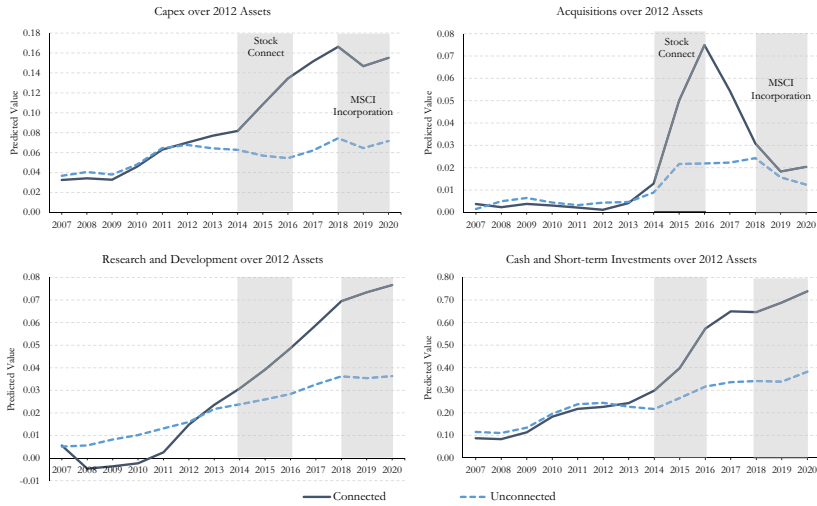 Capex over 2012 Assets
Predicted Value
0.18
0.16
0.14
0.12
0.10
0.08
0.06
0.04
0.02
0.00
Stock
Connect
MSCI
Incorporation
2007 2008 2009 2010 2011 2012 2013 2014 2015 2016 2017 2018 2019 2020
Acquisitions over 2012 Assets
Predicted Value
0.08
0.07
0.06
0.05
0.04
0.03
0.02
0.01
0.00
Stock
Connect
MSCI
Incorporation
2007 2008 2009 2010 2011 2012 2013 2014 2015 2016 2017 2018 2019 2020
Research and Development over 2012 Assets
Predicted Value
0.08
0.07
0.06
0.05
0.04
0.03
0.02
0.01
0.00
-0.01
2007 2008 2009 2010 2011 2012 2013 2014 2015 2016 2017 2018 2019 2020
Cash and Short-term Investments over 2012 Assets
Predicted Value
0.80
0.70
0.60
0.50
0.40
0.30
0.20
0.10
0.00
2007 2008 2009 2010 2011 2012 2013 2014 2015 2016 2017 2018 2019 2020
Connected
Unconnected